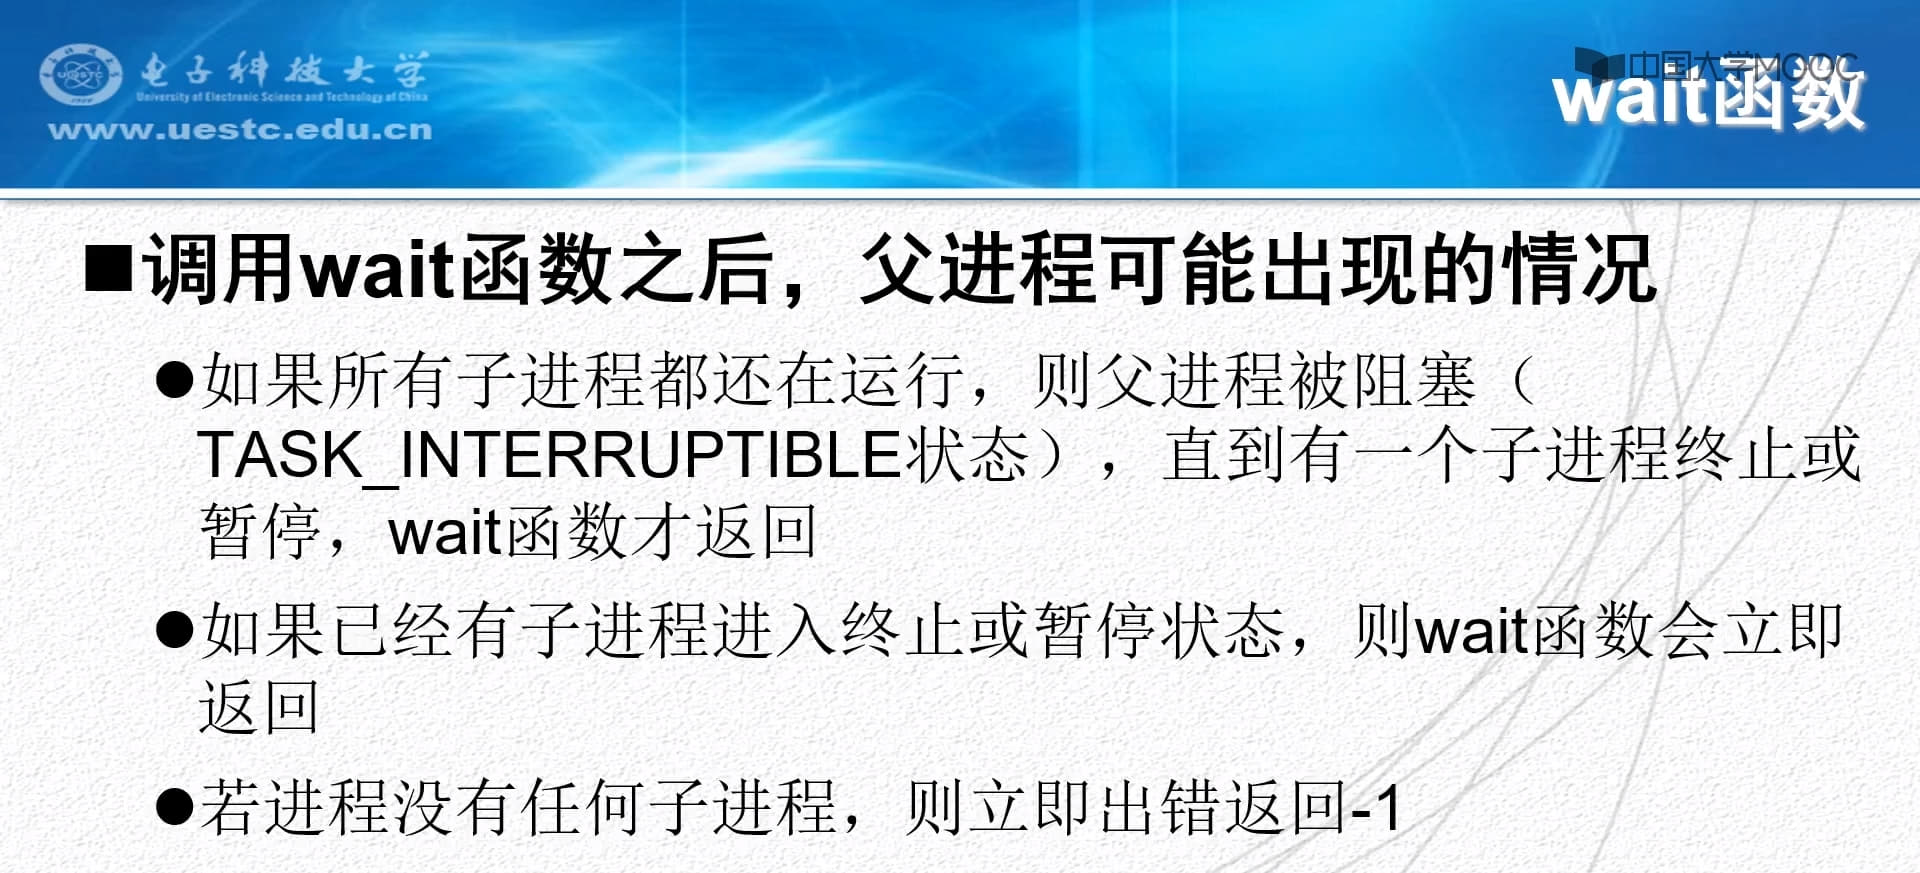 电子科技大学
University of Electronic Science and Technology of China
www.uestc.edu.cn
中国大学MOOC
wait函数
■调用wait函数之后，父进程可能出现的情况
●如果所有子进程都还在运行，则父进程被阻塞（
TASK_INTERRUPTIBLE状态），直到有一个子进程终止或
暂停，wait函数才返回
●如果已经有子进程进入终止或暂停状态，则wait函数会立即
返回
●若进程没有任何子进程，则立即出错返回-1